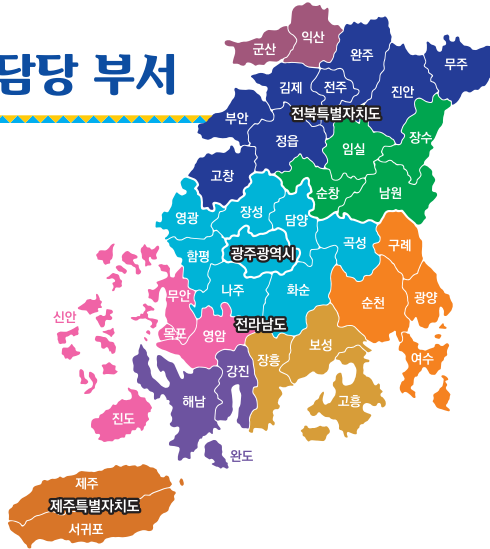 담당 부서
군산
익산
완주
무주
김제
전주
진안
부안
전북특별자치도
정읍
임실
장수
고창
순창
남원
영광
장성
담양
곡성
구례
함평
광주광역시
무안
나주
화순
순천
광양
신안
목포
영암
전라남도
보성
여수
장흥
강진
해남
고흥
진도
완도
제주
제주특별자치도
서귀포